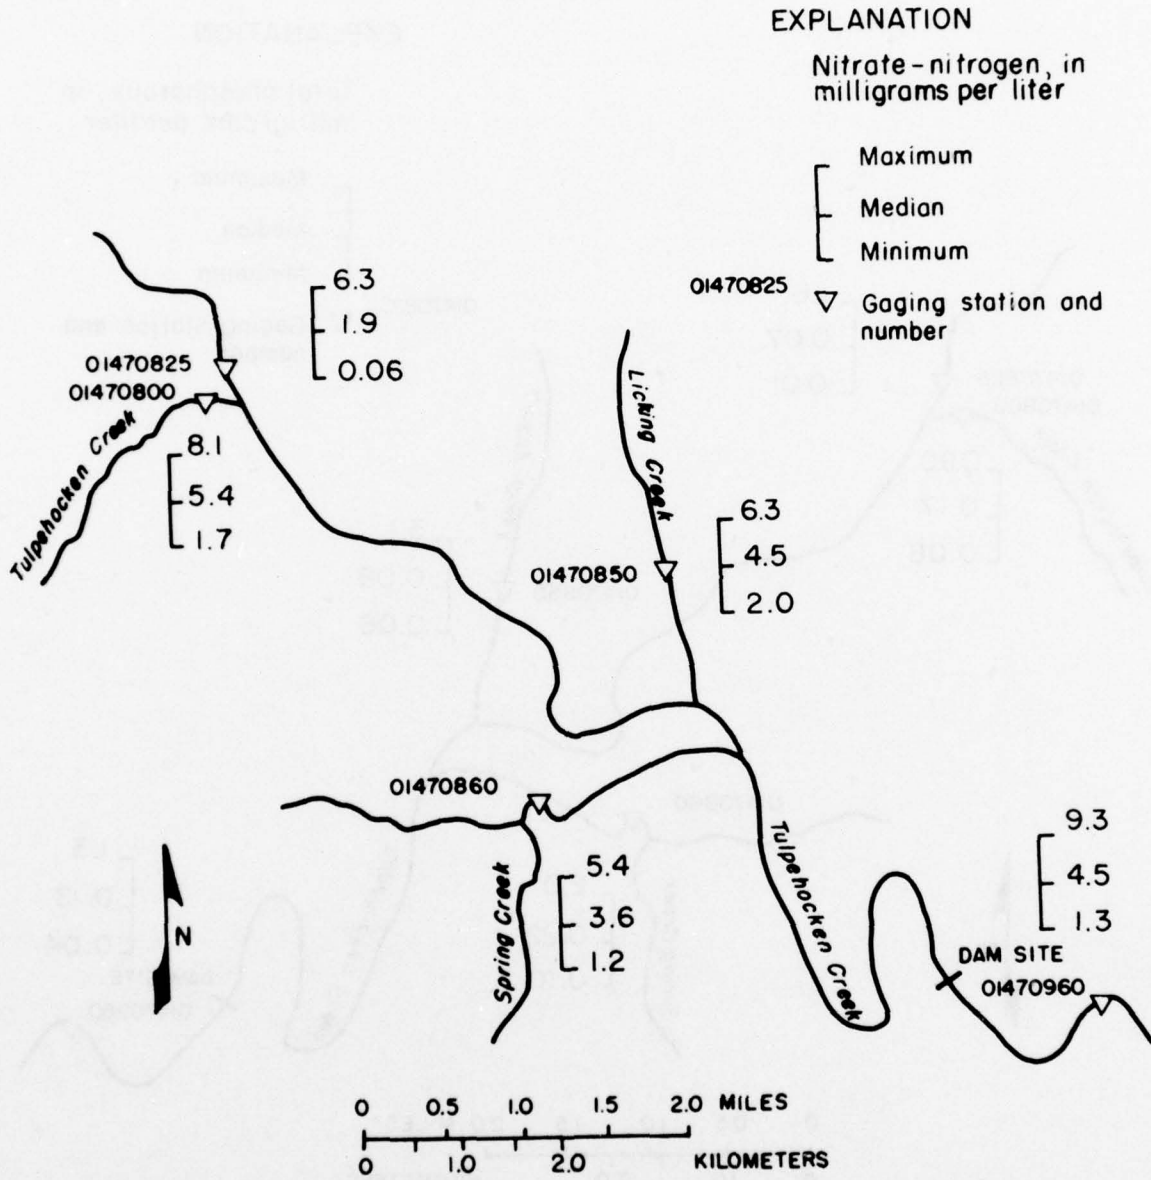 EXPLANATION
Nitrate-nitrogen, in
milligrams per liter
Maximum
Median
Minimum
01470825
Gaging station and
number
6.3
1.9
0.06
01470825
01470800
Tulpehocken Creek
8.1
5.4
1.7
Licking Creek
6.3
4.5
2.0
01470850
01470860
Spring Creek
5.4
3.6
1.2
Tulpehocken Creek
9.3
4.5
1.3
DAM SITE
01470960
N
0 0.5 1.0 1.5 2.0 MILES
0 1.0 2.0 KILOMETERS